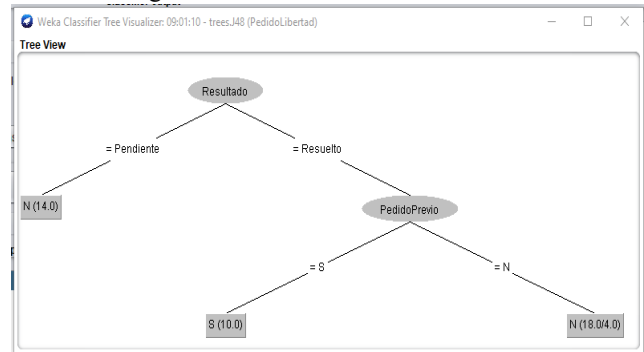 Weka Classifier Tree Visualizer: 09:01:10 - trees.J48 (PedidoLibertad)
Tree View
Resultado
= Pendiente
= Resuelto
N (14.0)
PedidoPrevio
= S
= N
S (10.0)
N (18.0/4.0)